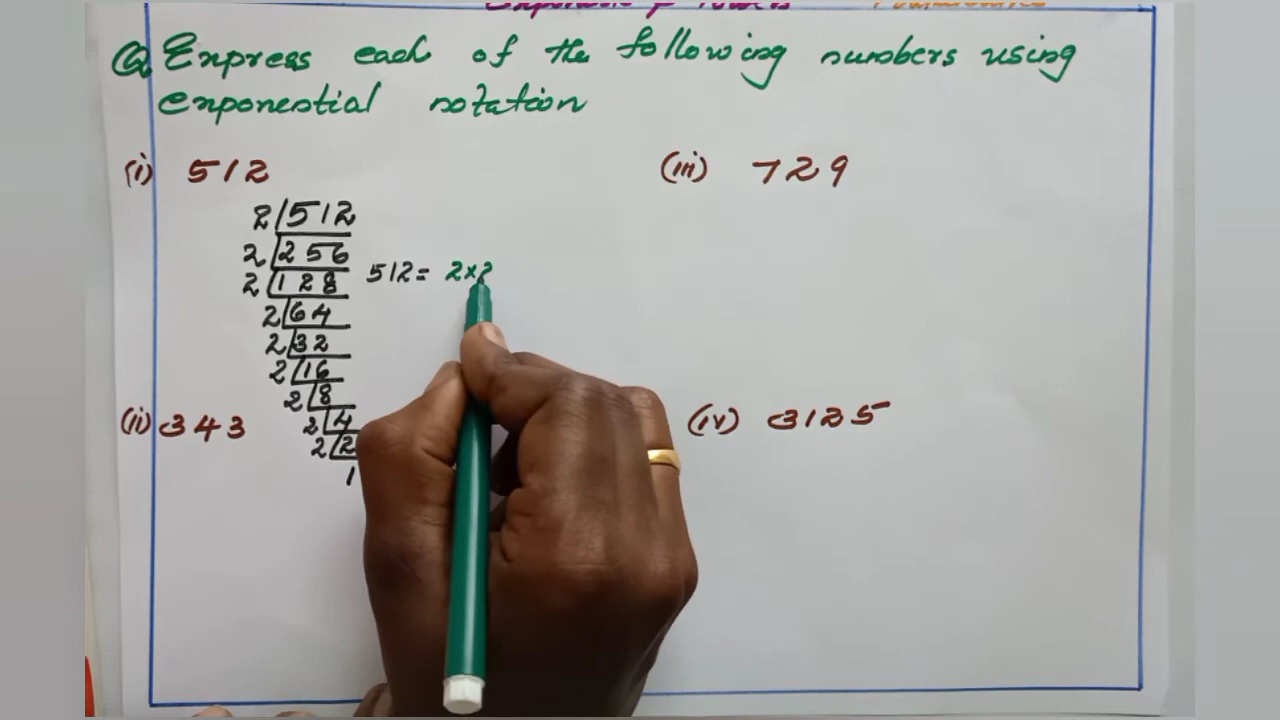 Q. Express each of the following numbers using
exponential notation
(i) 512
2 512
2 256
2 128
2 64
2 32
2 16
2 8
2 4
2 2
1
512 = 2×2
(ii) 343
(iii) 729
(iv) 3125